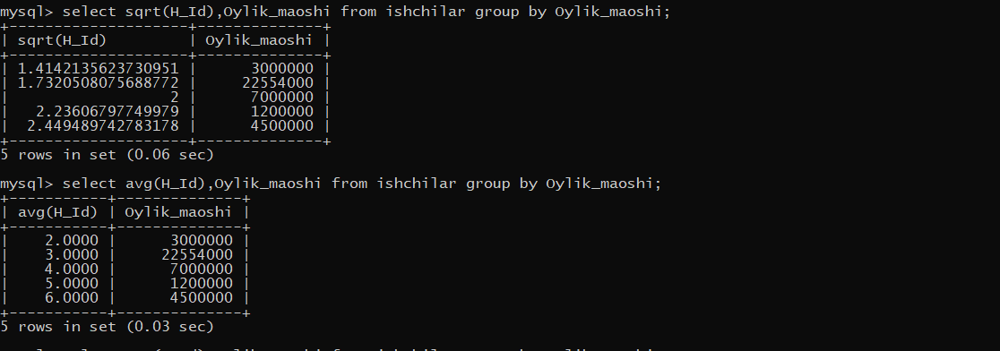 mysql> select sqrt(H_Id),Oylik_maoshi from ishchilar group by Oylik_maoshi;
+--------------------+--------------+
| sqrt(H_Id)         | Oylik_maoshi |
+--------------------+--------------+
| 1.4142135623730951 |      3000000 |
| 1.7320508075688772 |     22554000 |
|                  2 |      7000000 |
|   2.23606797749979 |      1200000 |
|  2.449489742783178 |      4500000 |
+--------------------+--------------+
5 rows in set (0.06 sec)
mysql> select avg(H_Id),Oylik_maoshi from ishchilar group by Oylik_maoshi;
+-----------+--------------+
| avg(H_Id) | Oylik_maoshi |
+-----------+--------------+
|    2.0000 |      3000000 |
|    3.0000 |     22554000 |
|    4.0000 |      7000000 |
|    5.0000 |      1200000 |
|    6.0000 |      4500000 |
+-----------+--------------+
5 rows in set (0.03 sec)